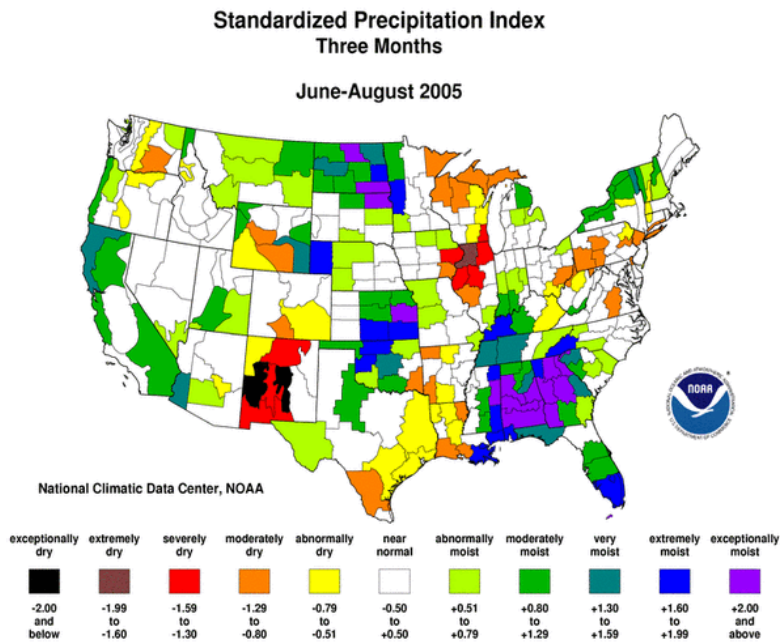 Standardized Precipitation Index
Three Months
June-August 2005
NOAA
National Climatic Data Center, NOAA
exceptionally dry
extremely dry
severely dry
moderately dry
abnormally dry
near normal
abnormally moist
moderately moist
very moist
extremely moist
exceptionally moist
-2.00 and below
-1.99 to -1.60
-1.59 to -1.30
-1.29 to -0.80
-0.79 to -0.51
-0.50 to +0.50
+0.51 to +0.79
+0.80 to +1.29
+1.30 to +1.59
+1.60 to +1.99
+2.00 and above